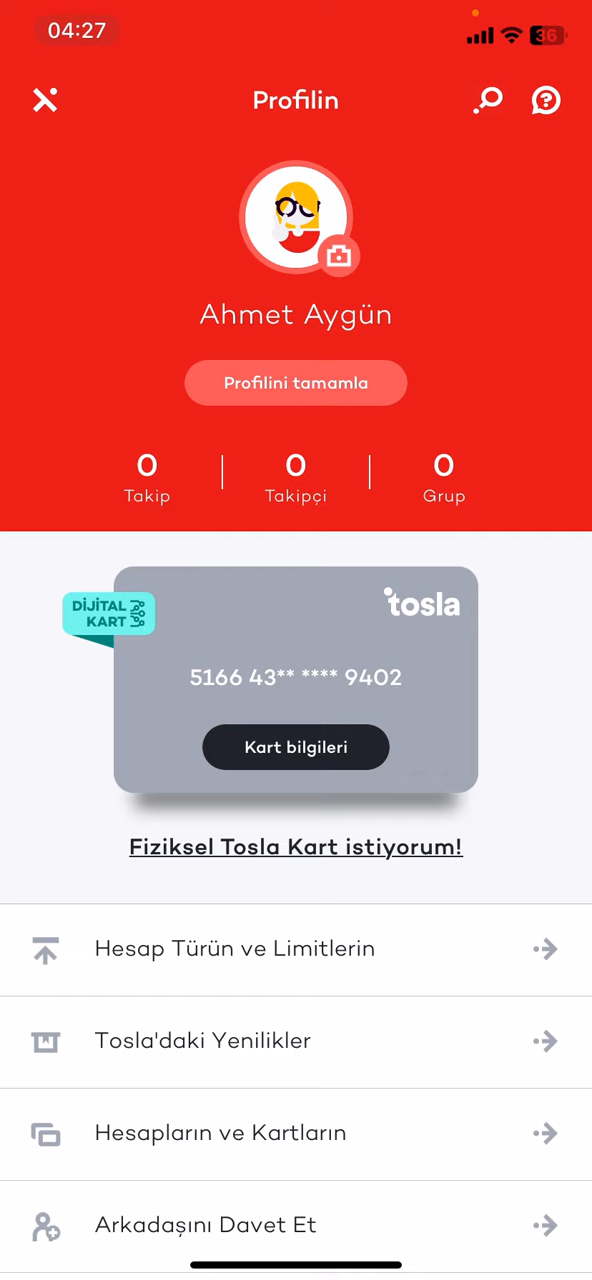 04:27
36
Profilin
Ahmet Aygün
Profilini tamamla
0 0 0
Takip Takipçi Grup
DİJİTAL
KART
tosla
5166 43** **** 9402
Kart bilgileri
Fiziksel Tosla Kart istiyorum!
Hesap Türün ve Limitlerin
Tosla'daki Yenilikler
Hesapların ve Kartların
Arkadaşını Davet Et